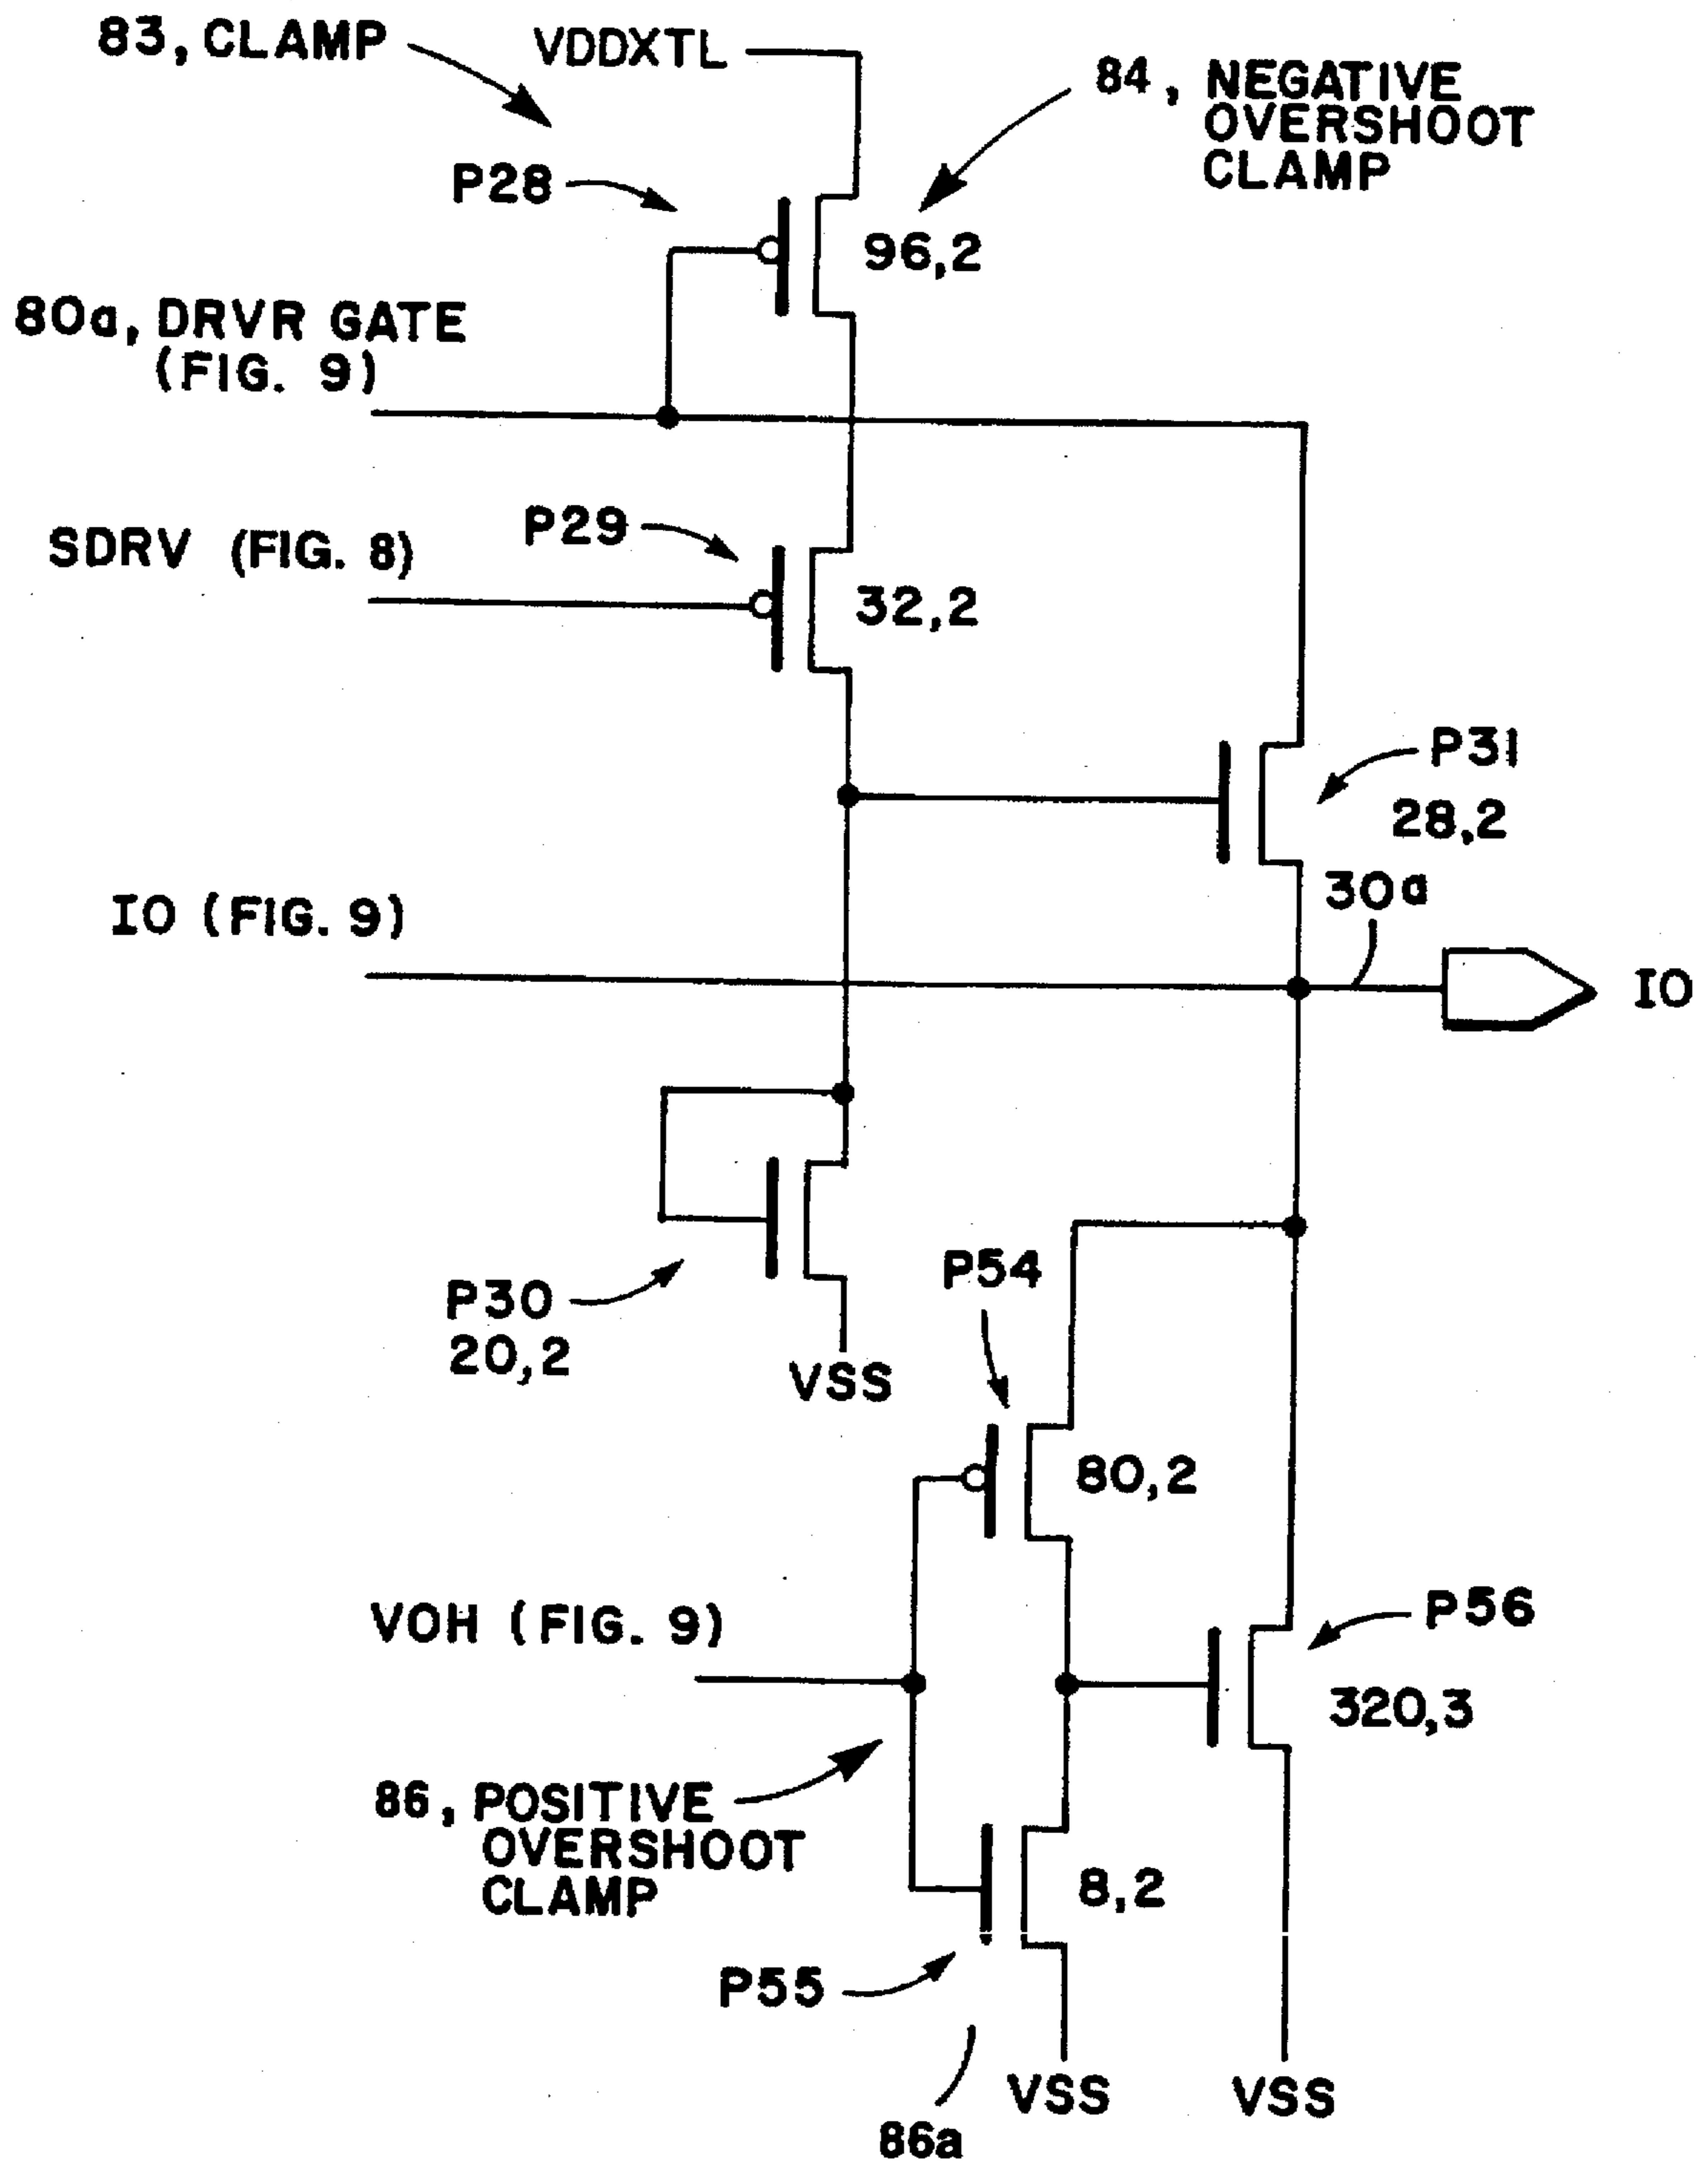 83, CLAMP
VDDXTL
84, NEGATIVE
OVERSHOOT
CLAMP
P28
96,2
80a, DRVR GATE
(FIG. 9)
P29
SDRV (FIG. 8)
32,2
P31
28,2
30a
IO (FIG. 9)
IO
P30
20,2
VSS
P54
80,2
VOH (FIG. 9)
P56
320,3
86, POSITIVE
OVERSHOOT
CLAMP
8,2
P55
VSS
VSS
86a